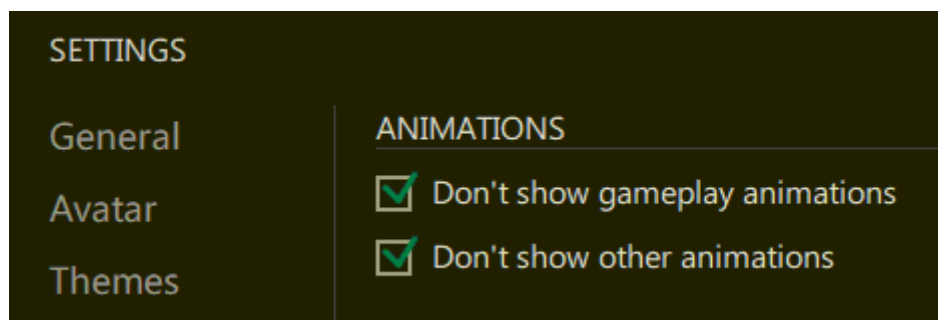 SETTINGS
General
Avatar
Themes
ANIMATIONS
Don't show gameplay animations
Don't show other animations